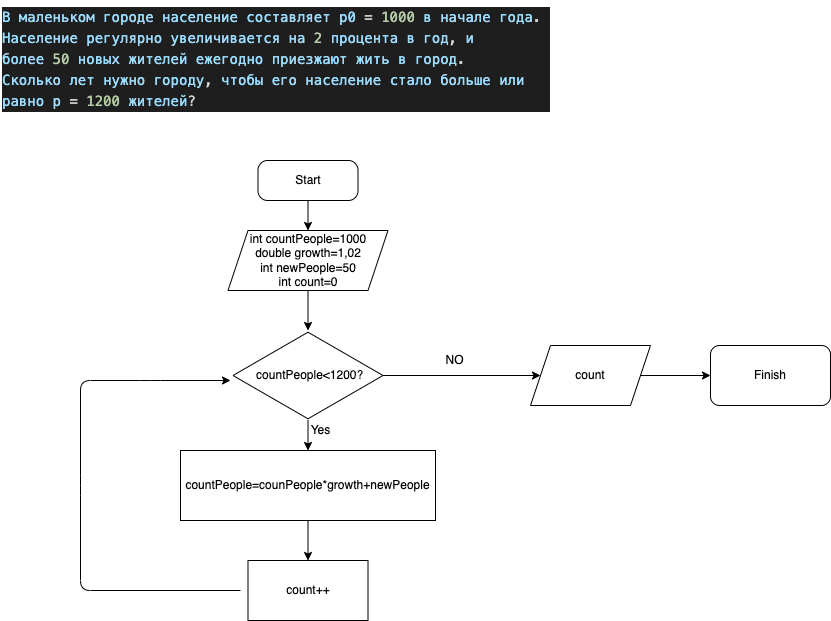 В маленьком городе население составляет p0 = 1000 в начале года.
Население регулярно увеличивается на 2 процента в год, и
более 50 новых жителей ежегодно приезжают жить в город.
Сколько лет нужно городу, чтобы его население стало больше или
равно p = 1200 жителей?
Start
int countPeople=1000
double growth=1,02
int newPeople=50
int count=0
countPeople<1200?
NO
count
Finish
Yes
countPeople=counPeople*growth+newPeople
count++